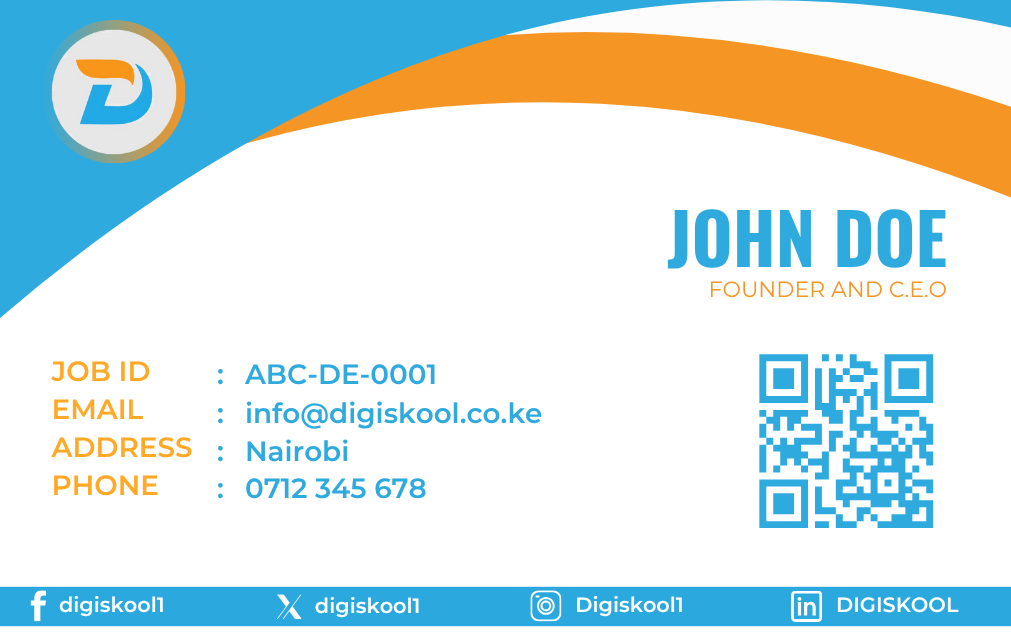 JOHN DOE
FOUNDER AND C.E.O
JOB ID : ABC-DE-0001
EMAIL : info@digiskool.co.ke
ADDRESS : Nairobi
PHONE : 0712 345 678
digiskool1 digiskool1 Digiskool1 DIGISKOOL